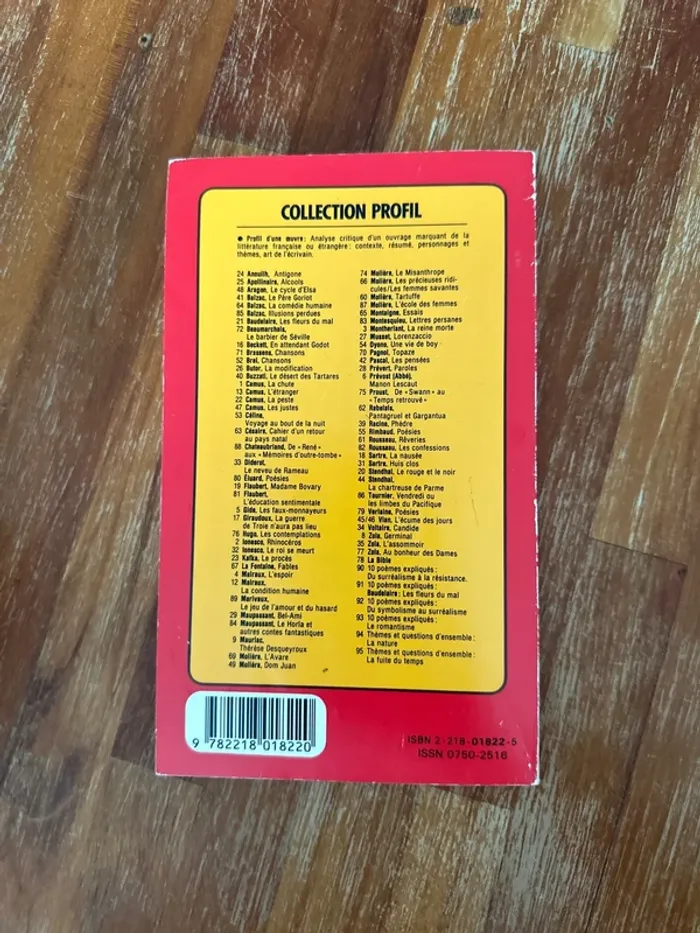 COLLECTION PROFIL
● Profil d'une œuvre : Analyse critique d'un ouvrage marquant de la
littérature française ou étrangère : contexte, résumé, personnages et
thèmes, art de l'écrivain.
24 Anouilh, Antigone
25 Apollinaire, Alcools
48 Aragon, Le cycle d'Elsa
41 Balzac, Le Père Goriot
64 Balzac, La comédie humaine
85 Balzac, Illusions perdues
21 Baudelaire, Les fleurs du mal
72 Beaumarchais,
Le barbier de Séville
16 Beckett, En attendant Godot
71 Brassens, Chansons
52 Brel, Chansons
26 Butor, La modification
40 Buzzati, Le désert des Tartares
1 Camus, La chute
13 Camus, L'étranger
22 Camus, La peste
47 Camus, Les justes
53 Céline,
Voyage au bout de la nuit
63 Césaire, Cahier d'un retour
au pays natal
88 Chateaubriand, De « René »
aux « Mémoires d'outre-tombe »
33 Diderot,
Le neveu de Rameau
80 Éluard, Poésies
19 Flaubert, Madame Bovary
81 Flaubert,
L'éducation sentimentale
5 Gide, Les faux-monnayeurs
17 Giraudoux, La guerre
de Troie n'aura pas lieu
76 Hugo, Les contemplations
2 Ionesco, Rhinocéros
32 Ionesco, Le roi se meurt
23 Kafka, Le procès
67 La Fontaine, Fables
4 Malraux, L'espoir
12 Malraux,
La condition humaine
89 Marivaux,
Le jeu de l'amour et du hasard
29 Maupassant, Bel-Ami
84 Maupassant, Le Horla et
autres contes fantastiques
9 Mauriac,
Thérèse Desqueyroux
69 Molière, L'Avare
49 Molière, Dom Juan
74 Molière, Le Misanthrope
66 Molière, Les précieuses ridi-
cules/Les femmes savantes
60 Molière, Tartuffe
87 Molière, L'école des femmes
65 Montaigne, Essais
83 Montesquieu, Lettres persanes
3 Montherlant, La reine morte
27 Musset, Lorenzaccio
54 Oyono, Une vie de boy
70 Pagnol, Topaze
42 Pascal, Les pensées
28 Prévert, Paroles
6 Prévost (Abbé),
Manon Lescaut
75 Proust, De « Swann » au
« Temps retrouvé »
62 Rabelais,
Pantagruel et Gargantua
39 Racine, Phèdre
55 Rimbaud, Poésies
61 Rousseau, Rêveries
82 Rousseau, Les confessions
18 Sartre, La nausée
31 Sartre, Huis clos
20 Stendhal, Le rouge et le noir
44 Stendhal,
La chartreuse de Parme
86 Tournier, Vendredi ou
les limbes du Pacifique
79 Verlaine, Poésies
45/46 Vian, L'écume des jours
34 Voltaire, Candide
8 Zola, Germinal
35 Zola, L'assommoir
77 Zola, Au bonheur des Dames
78 La Bible
90 10 poèmes expliqués :
Du surréalisme à la résistance.
91 10 poèmes expliqués :
Baudelaire : Les fleurs du mal
92 10 poèmes expliqués :
Du symbolisme au surréalisme
93 10 poèmes expliqués :
Le romantisme
94 Thèmes et questions d'ensemble :
La nature
95 Thèmes et questions d'ensemble :
La fuite du temps
9 782218 018220
ISBN 2-218-01822-5
ISSN 0750-2516